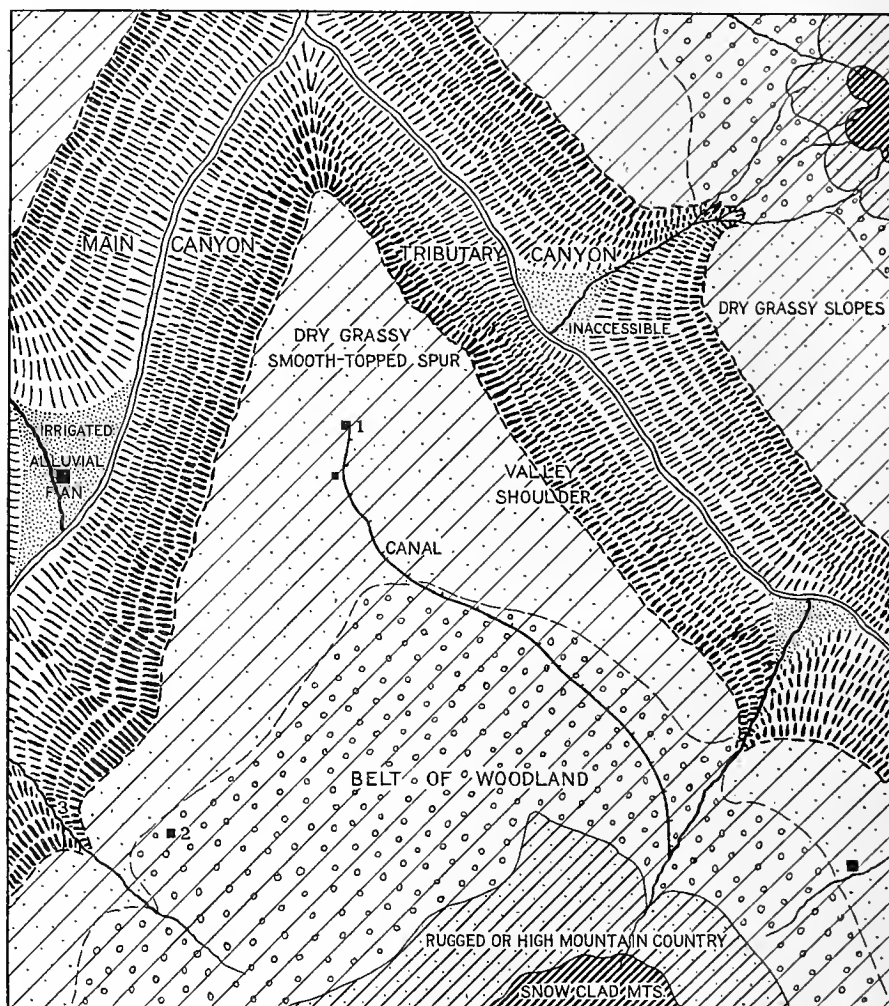 MAIN CANYON
TRIBUTARY CANYON
INACCESSIBLE
DRY GRASSY SLOPES
DRY GRASSY
SMOOTH-TOPPED SPUR
IRRIGATED
ALLUVIAL
FAN
1
VALLEY
SHOULDER
CANAL
BELT OF WOODLAND
3
2
RUGGED OR HIGH MOUNTAIN COUNTRY
SNOW CLAD MTS.